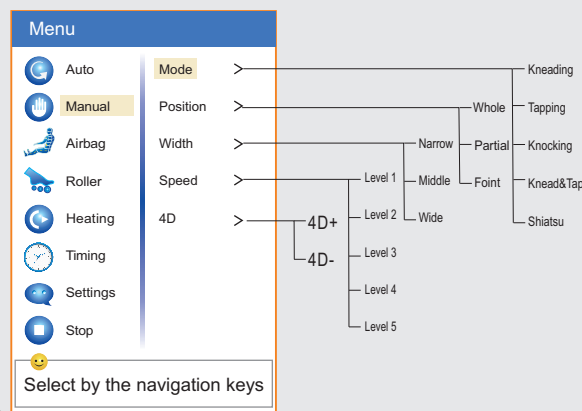 Menu
Auto
Manual
Airbag
Roller
Heating
Timing
Settings
Stop
Mode
Position
Width
Speed
4D
4D+
4D-
Level 1
Level 2
Level 3
Level 4
Level 5
Narrow
Middle
Wide
Whole
Partial
Foint
Kneading
Tapping
Knocking
Knead&Tap
Shiatsu
Select by the navigation keys